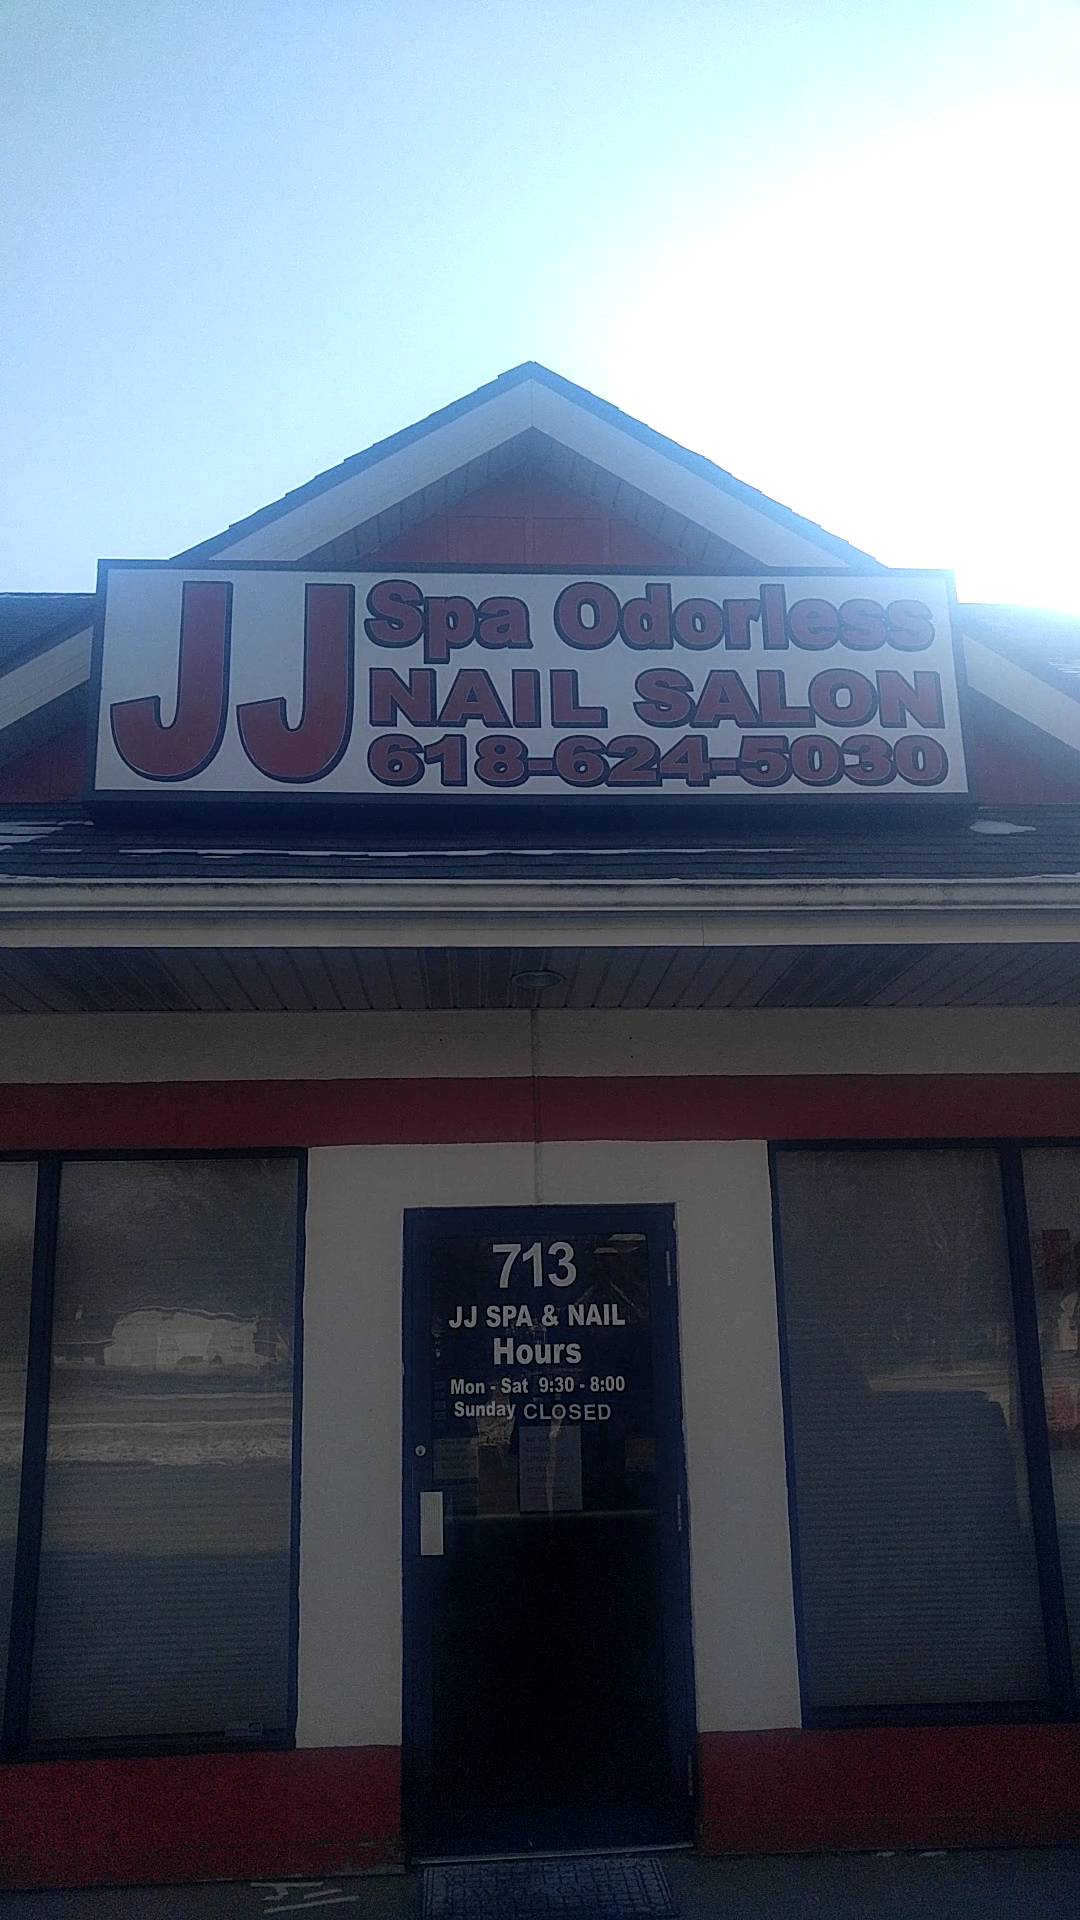 JJ
Spa Odorless
NAIL SALON
618-624-5030
713
JJ SPA & NAIL
Hours
Mon - Sat 9:30 - 8:00
Sunday CLOSED
WELCOME